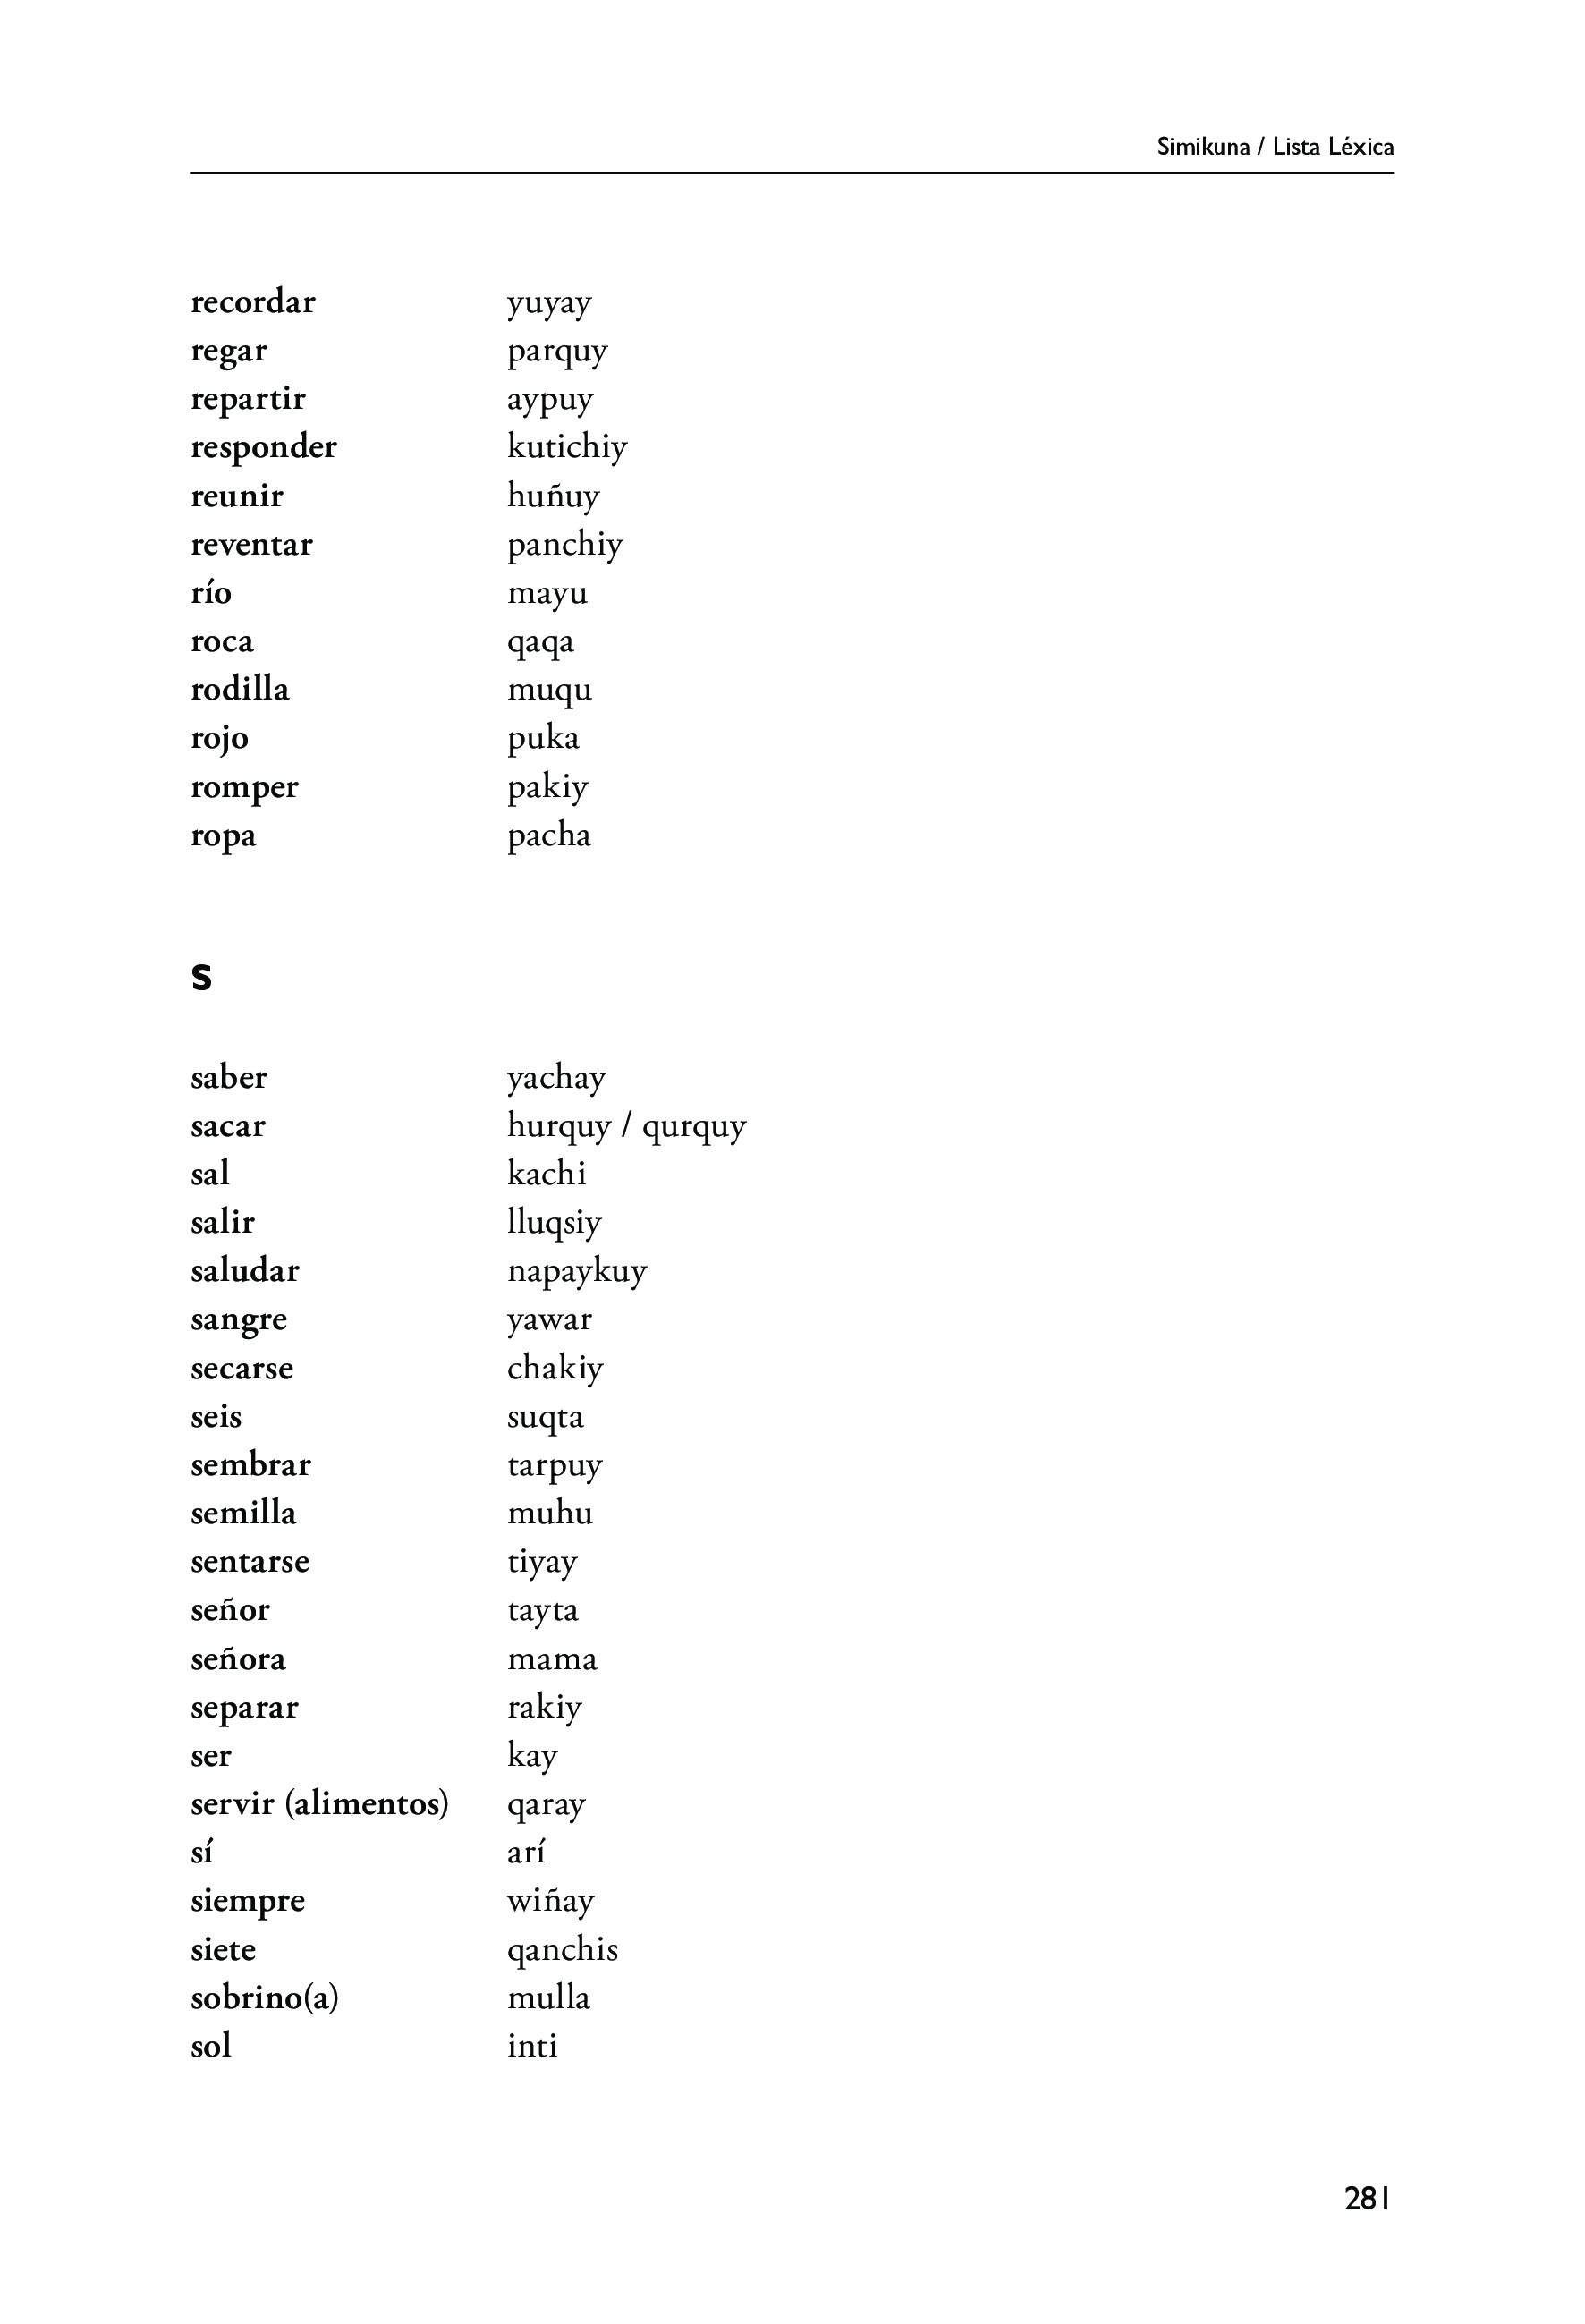 Simikuna / Lista Léxica
recordar yuyay
regar parquy
repartir aypuy
responder kutichiy
reunir huñuy
reventar panchiy
río mayu
roca qaqa
rodilla muqu
rojo puka
romper pakiy
ropa pacha
s
saber yachay
sacar hurquy / qurquy
sal kachi
salir lluqsiy
saludar napaykuy
sangre yawar
secarse chakiy
seis suqta
sembrar tarpuy
semilla muhu
sentarse tiyay
señor tayta
señora mama
separar rakiy
ser kay
servir (alimentos) qaray
sí arí
siempre wiñay
siete qanchis
sobrino(a) mulla
sol inti
281